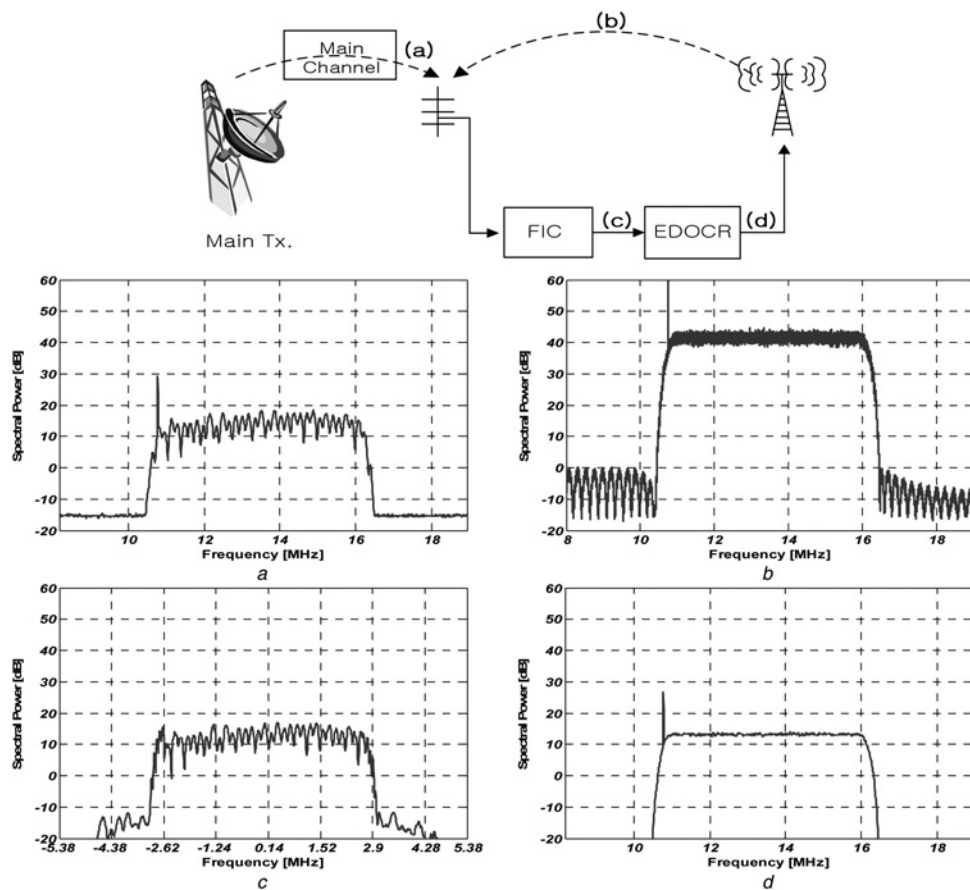 Main
Channel
(a)
(b)
Main Tx.
FIC
(c)
EDOCR
(d)
60
50
40
30
20
10
0
-10
-20
Spectral Power [dB]
10 12 14 16 18
Frequency [MHz]
a
60
50
40
30
20
10
0
-10
-20
Spectral Power [dB]
8 10 12 14 16 18
Frequency [MHz]
b
60
50
40
30
20
10
0
-10
-20
Spectral Power [dB]
-5.38 -4.38 -2.62 -1.24 0.14 1.52 2.9 4.28 5.38
Frequency [MHz]
c
60
50
40
30
20
10
0
-10
-20
Spectral Power [dB]
10 12 14 16 18
Frequency [MHz]
d